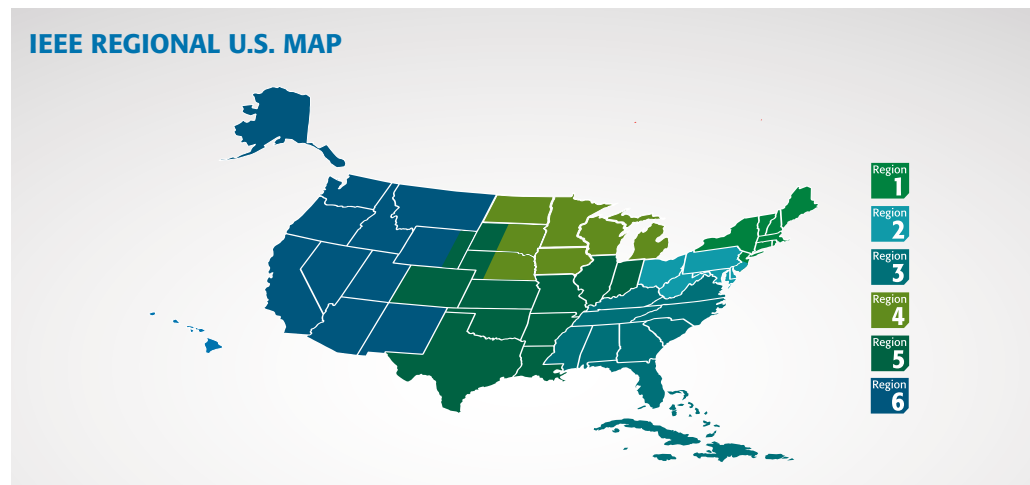 IEEE REGIONAL U.S. MAP
Region
1
Region
2
Region
3
Region
4
Region
5
Region
6